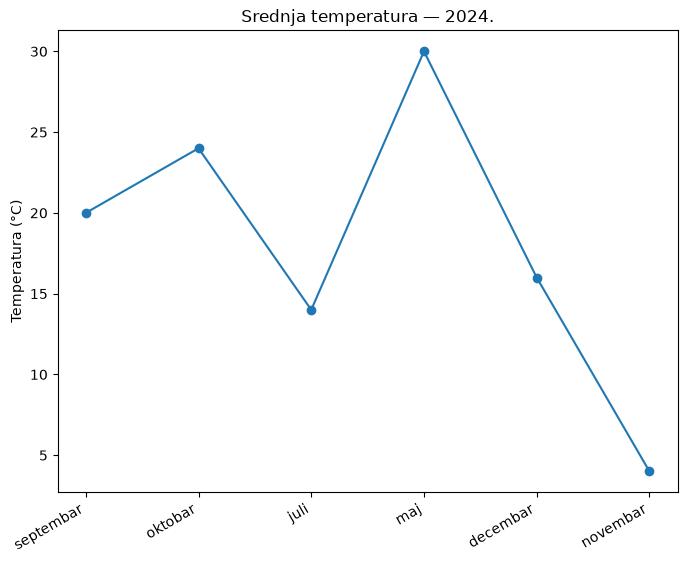 Srednja temperatura — 2024.
Temperatura (°C)
30
25
20
15
10
5
septembar
oktobar
juli
maj
decembar
novembar